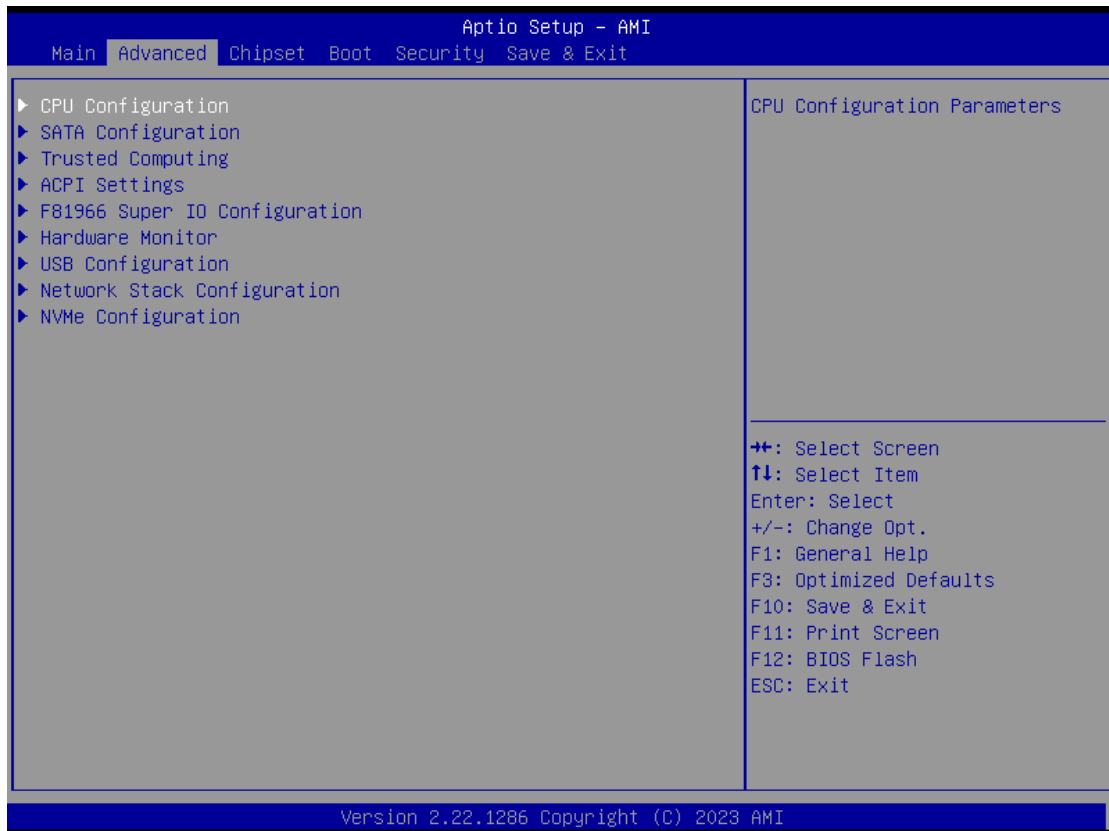 Aptio Setup – AMI
Main Advanced Chipset Boot Security Save & Exit
▶ CPU Configuration
▶ SATA Configuration
▶ Trusted Computing
▶ ACPI Settings
▶ F81966 Super IO Configuration
▶ Hardware Monitor
▶ USB Configuration
▶ Network Stack Configuration
▶ NVMe Configuration
CPU Configuration Parameters
→←: Select Screen
↑↓: Select Item
Enter: Select
+/-: Change Opt.
F1: General Help
F3: Optimized Defaults
F10: Save & Exit
F11: Print Screen
F12: BIOS Flash
ESC: Exit
Version 2.22.1286 Copyright (C) 2023 AMI